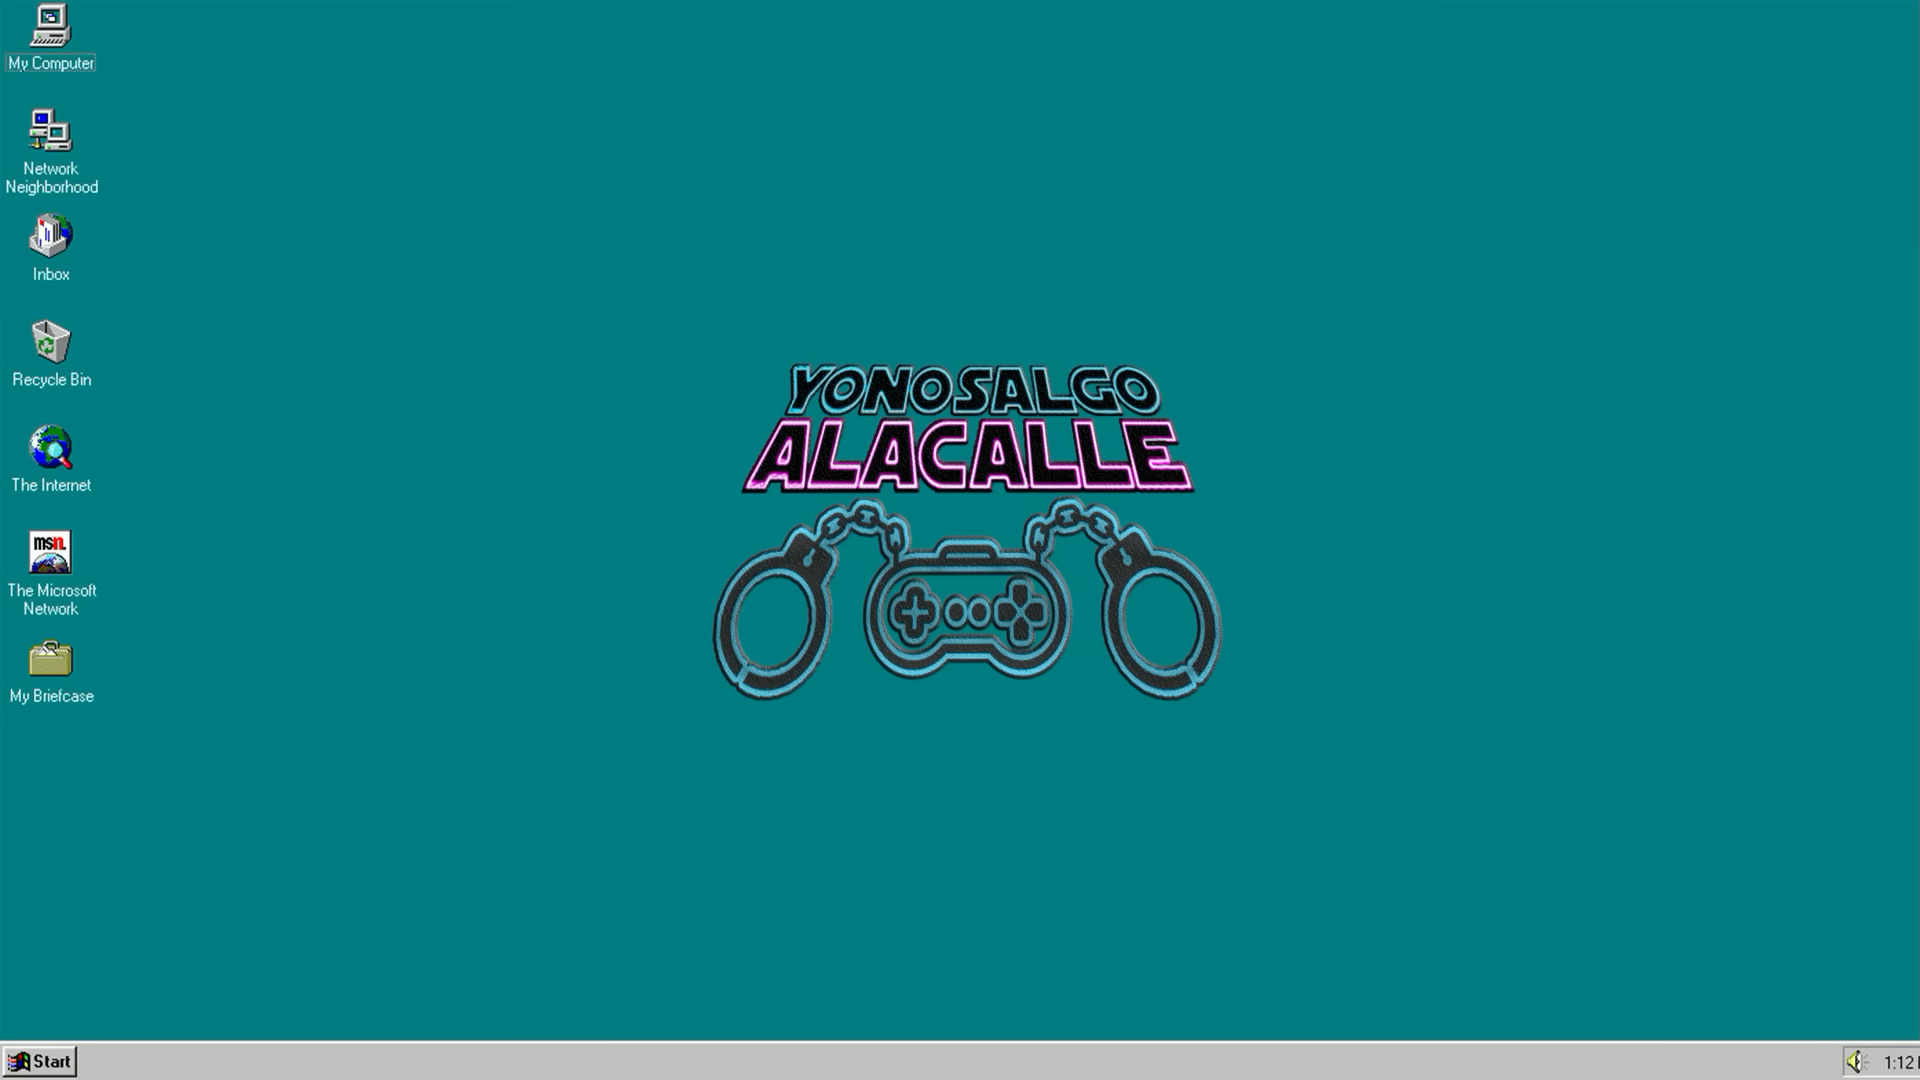 My Computer
Network
Neighborhood
Inbox
Recycle Bin
The Internet
msn.
The Microsoft
Network
My Briefcase
YONOSALGO
ALACALLE
Start
1:12